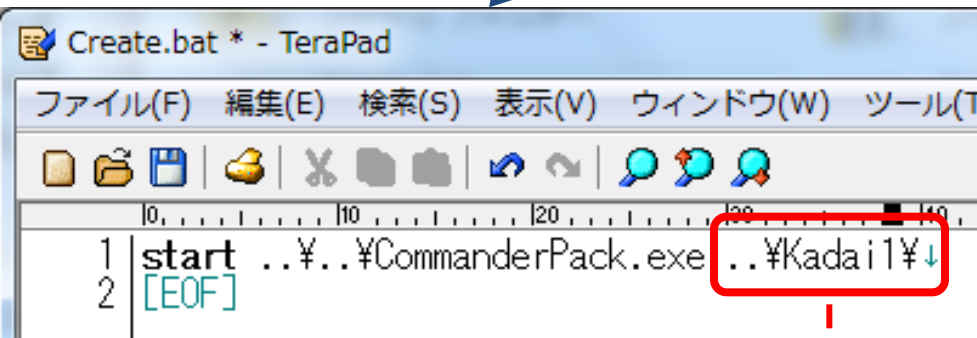 Create.bat * - TeraPad
ファイル(F) 編集(E) 検索(S) 表示(V) ウィンドウ(W) ツール(T
0 10 20 30 40
1 start ..¥..¥CommanderPack.exe ..¥Kadai1¥↓
2 [EOF]